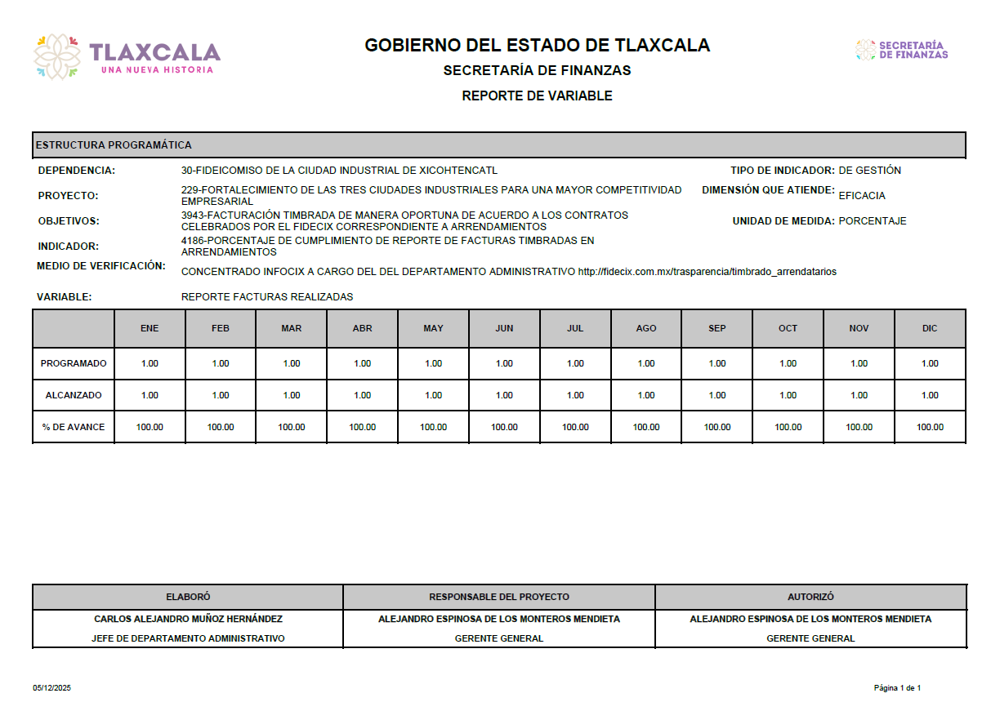 TLAXCALA
UNA NUEVA HISTORIA
GOBIERNO DEL ESTADO DE TLAXCALA
SECRETARÍA DE FINANZAS
REPORTE DE VARIABLE
SECRETARÍA
DE FINANZAS
ESTRUCTURA PROGRAMÁTICA
DEPENDENCIA: 30-FIDEICOMISO DE LA CIUDAD INDUSTRIAL DE XICOHTENCATL TIPO DE INDICADOR: DE GESTIÓN
PROYECTO: 229-FORTALECIMIENTO DE LAS TRES CIUDADES INDUSTRIALES PARA UNA MAYOR COMPETITIVIDAD
EMPRESARIAL
DIMENSIÓN QUE ATIENDE: EFICACIA
OBJETIVOS: 3943-FACTURACIÓN TIMBRADA DE MANERA OPORTUNA DE ACUERDO A LOS CONTRATOS
CELEBRADOS POR EL FIDECIX CORRESPONDIENTE A ARRENDAMIENTOS
UNIDAD DE MEDIDA: PORCENTAJE
INDICADOR: 4186-PORCENTAJE DE CUMPLIMIENTO DE REPORTE DE FACTURAS TIMBRADAS EN
ARRENDAMIENTOS
MEDIO DE VERIFICACIÓN: CONCENTRADO INFOCIX A CARGO DEL DEL DEPARTAMENTO ADMINISTRATIVO http://fidecix.com.mx/trasparencia/timbrado_arrendatarios
VARIABLE: REPORTE FACTURAS REALIZADAS
ENE FEB MAR ABR MAY JUN JUL AGO SEP OCT NOV DIC
PROGRAMADO 1.00 1.00 1.00 1.00 1.00 1.00 1.00 1.00 1.00 1.00 1.00 1.00
ALCANZADO 1.00 1.00 1.00 1.00 1.00 1.00 1.00 1.00 1.00 1.00 1.00 1.00
% DE AVANCE 100.00 100.00 100.00 100.00 100.00 100.00 100.00 100.00 100.00 100.00 100.00 100.00
ELABORÓ RESPONSABLE DEL PROYECTO AUTORIZÓ
CARLOS ALEJANDRO MUÑOZ HERNÁNDEZ ALEJANDRO ESPINOSA DE LOS MONTEROS MENDIETA ALEJANDRO ESPINOSA DE LOS MONTEROS MENDIETA
JEFE DE DEPARTAMENTO ADMINISTRATIVO GERENTE GENERAL GERENTE GENERAL
05/12/2025 Página 1 de 1